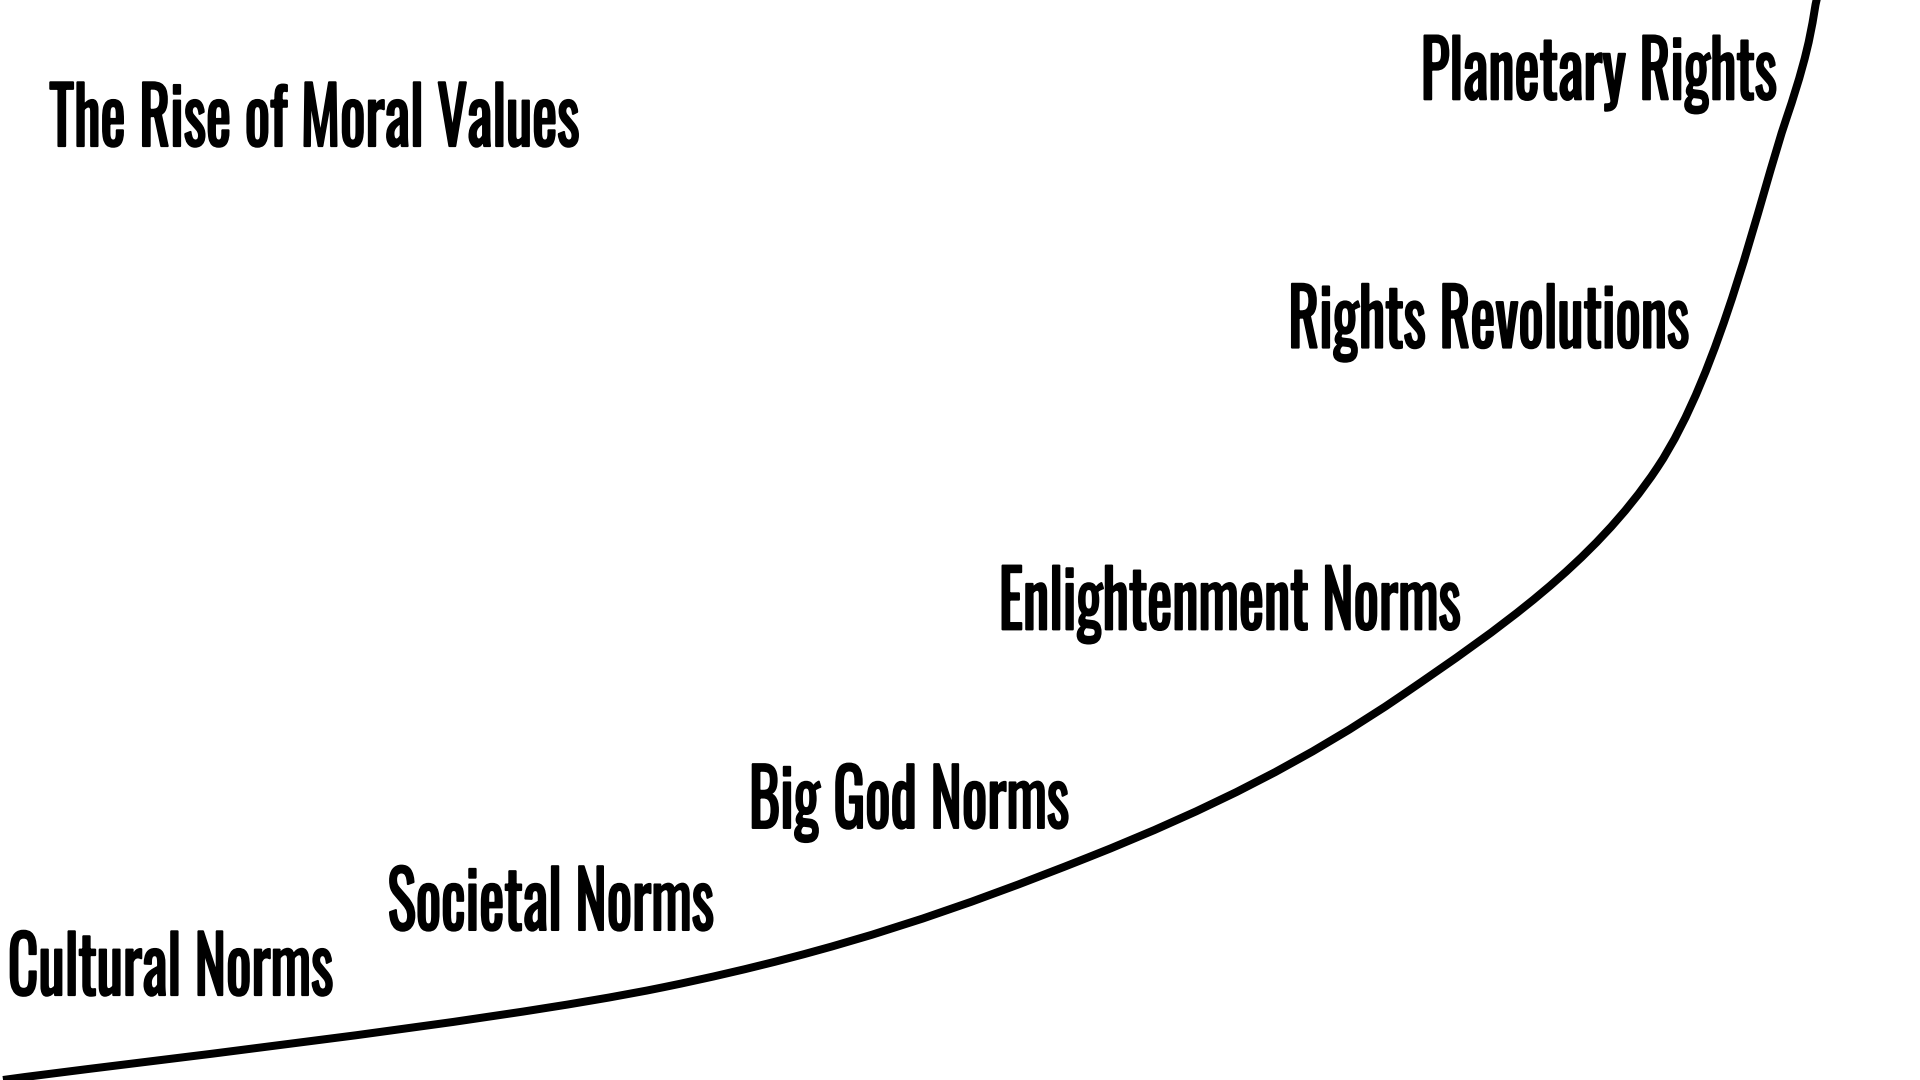 The Rise of Moral Values
Planetary Rights
Rights Revolutions
Enlightenment Norms
Big God Norms
Societal Norms
Cultural Norms